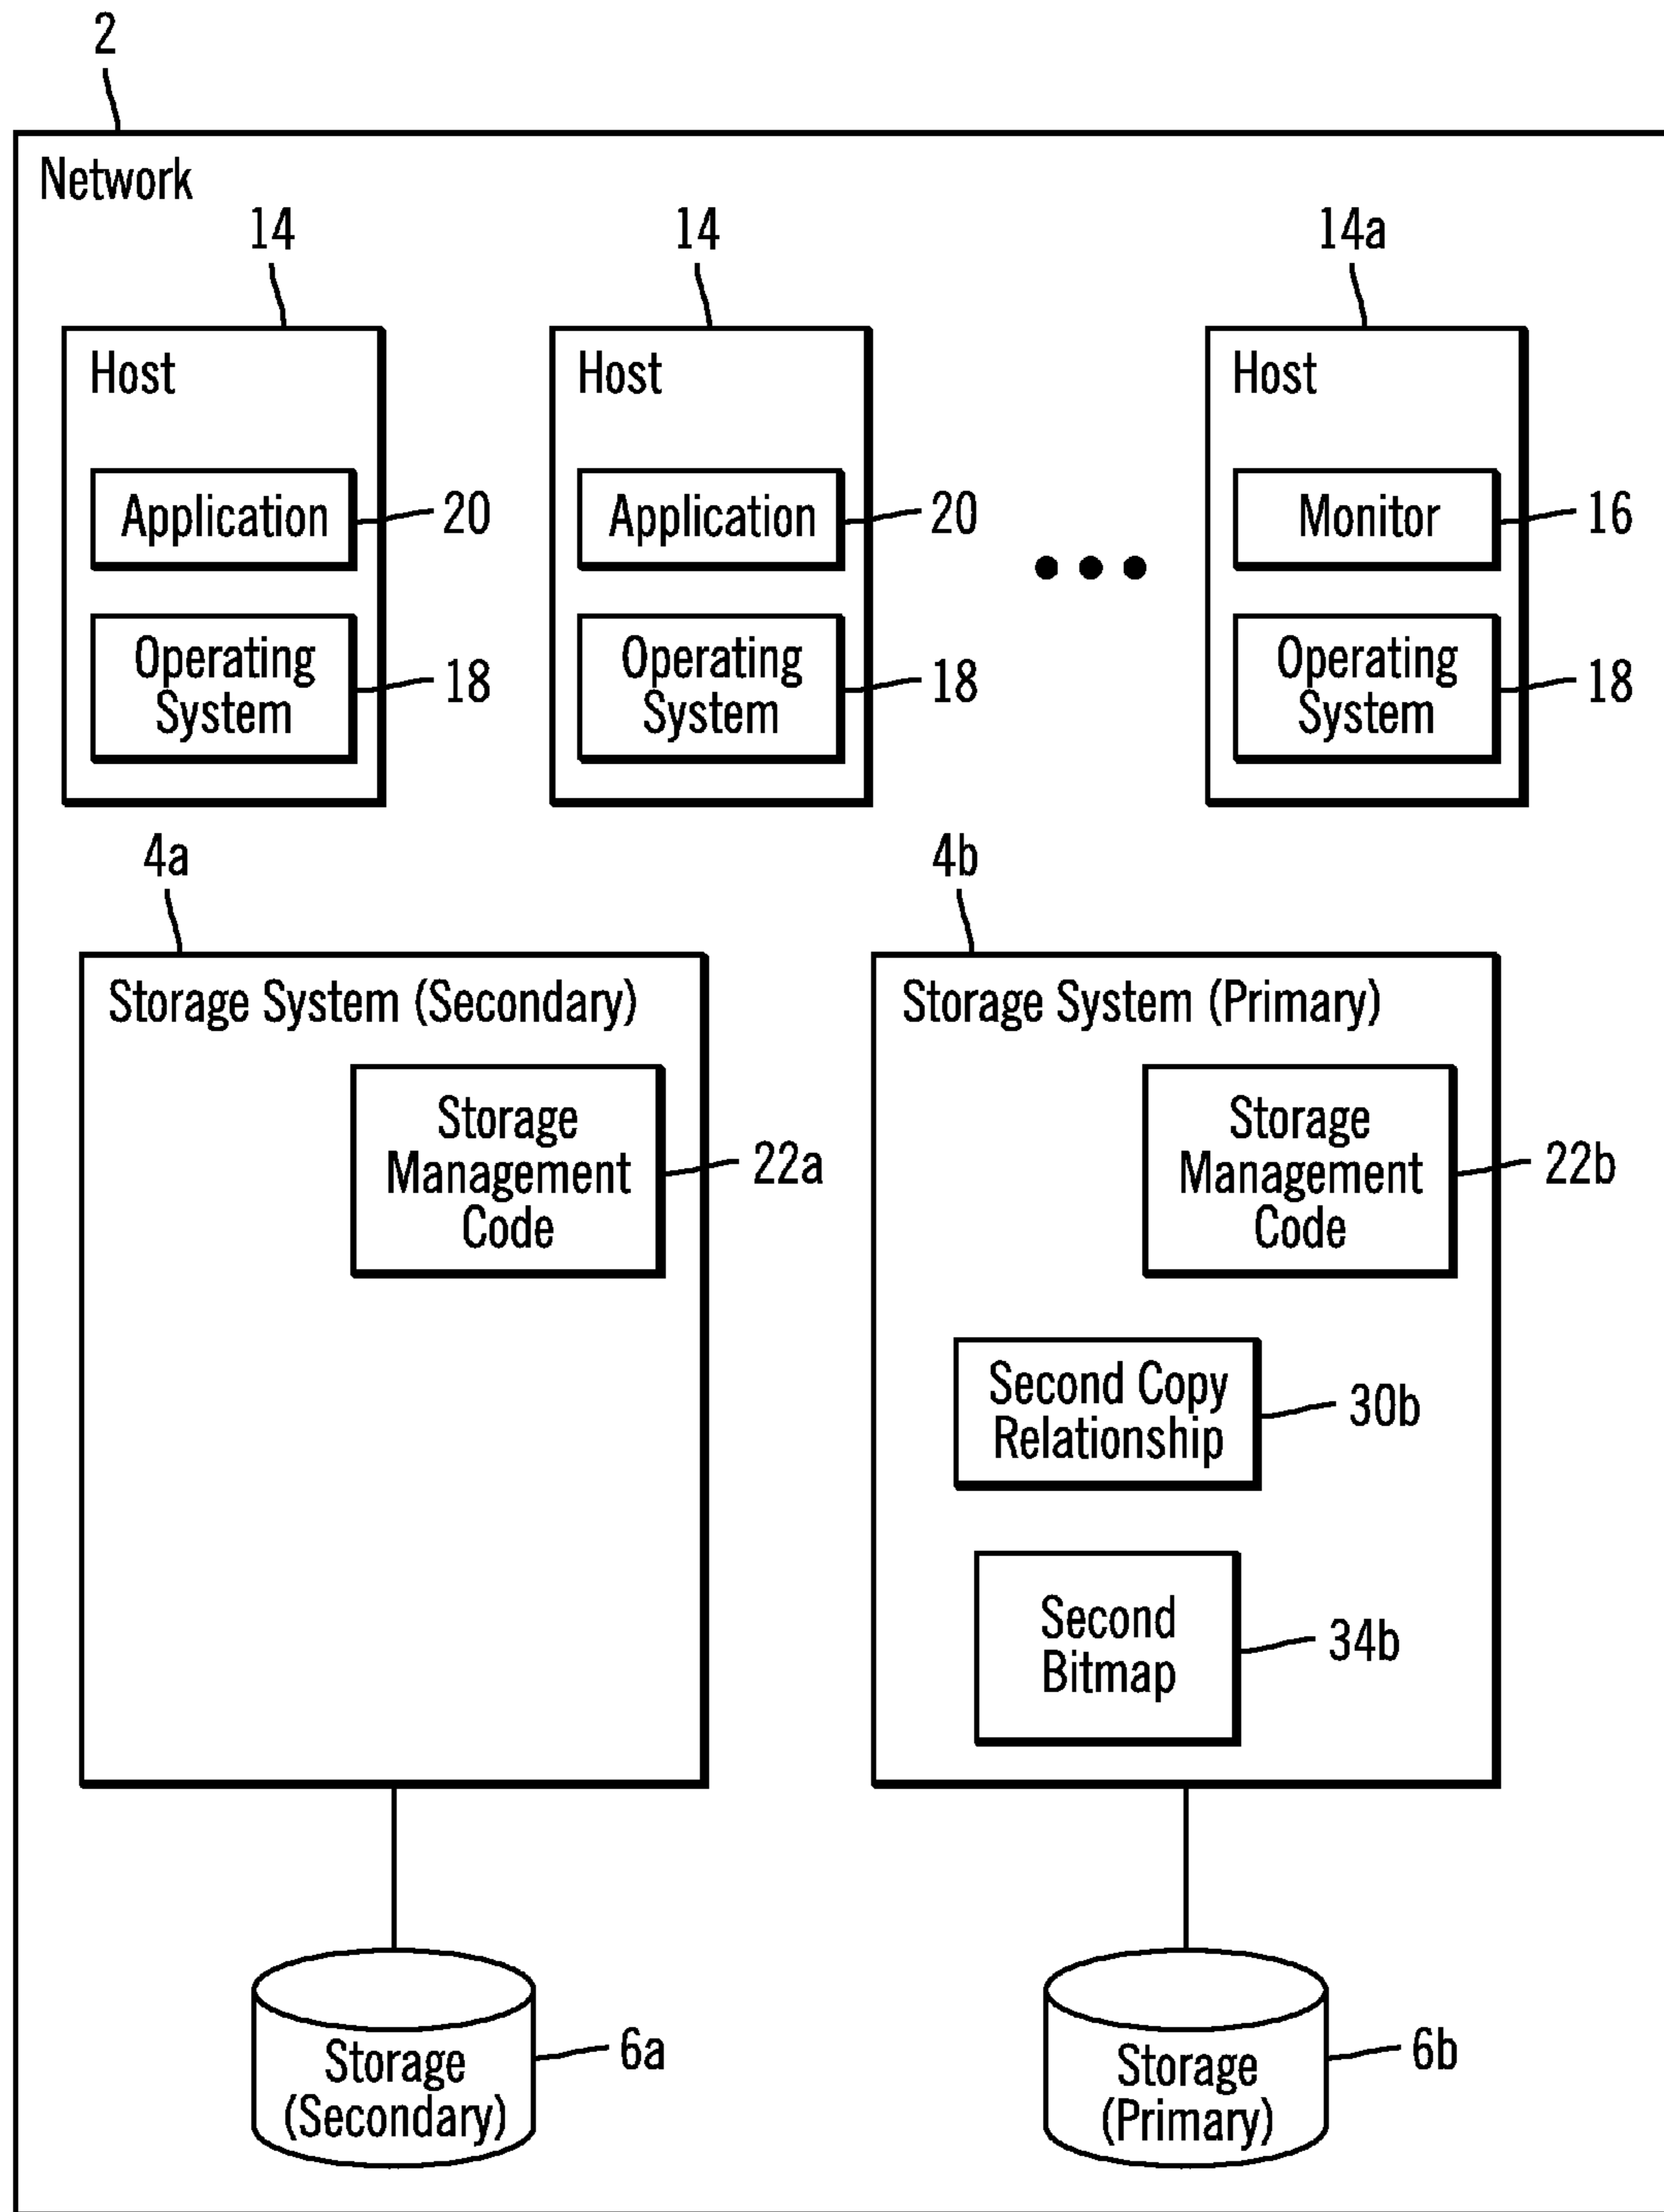 2
Network
14
14
14a
Host
Host
Host
Application
20
Application
20
Monitor
16
Operating
System
18
Operating
System
18
Operating
System
18
4a
4b
Storage System (Secondary)
Storage System (Primary)
Storage
Management
Code
22a
Storage
Management
Code
22b
Second Copy
Relationship
30b
Second
Bitmap
34b
Storage
(Secondary)
6a
Storage
(Primary)
6b